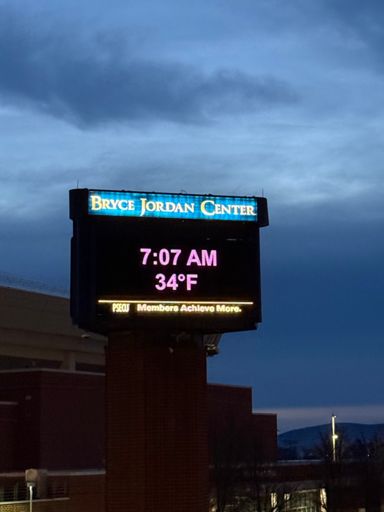 Bryce Jordan Center
7:07 AM
34°F
PSECU Members Achieve More.